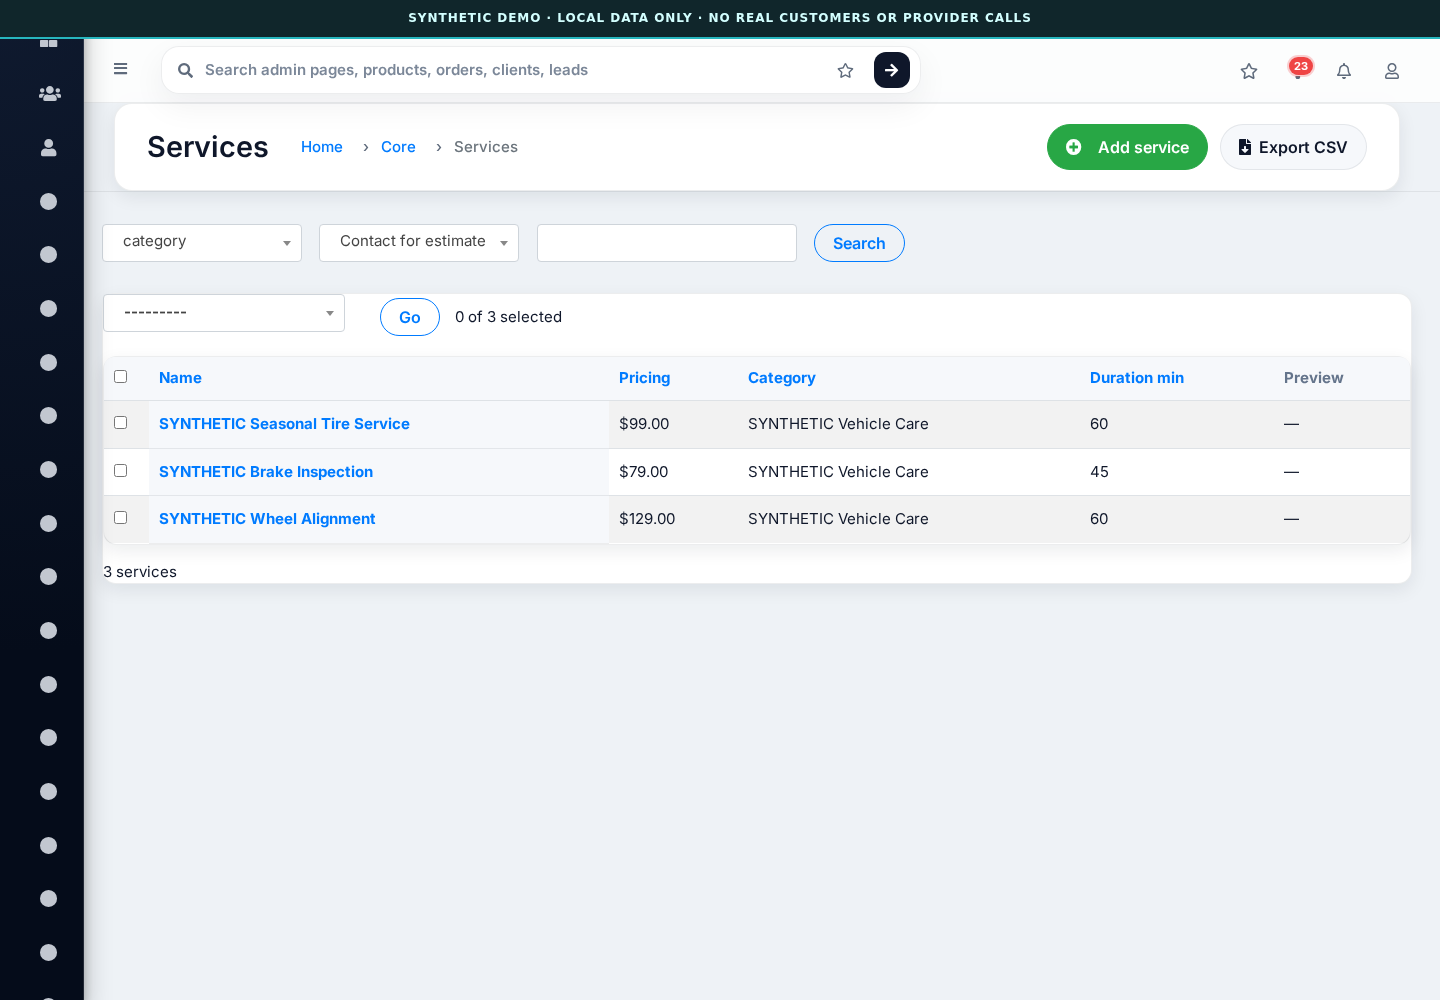 SYNTHETIC DEMO · LOCAL DATA ONLY · NO REAL CUSTOMERS OR PROVIDER CALLS
Search admin pages, products, orders, clients, leads
23
Services
Home › Core › Services
Add service
Export CSV
category
Contact for estimate
Search
---------
Go
0 of 3 selected
Name Pricing Category Duration min Preview
SYNTHETIC Seasonal Tire Service $99.00 SYNTHETIC Vehicle Care 60 —
SYNTHETIC Brake Inspection $79.00 SYNTHETIC Vehicle Care 45 —
SYNTHETIC Wheel Alignment $129.00 SYNTHETIC Vehicle Care 60 —
3 services